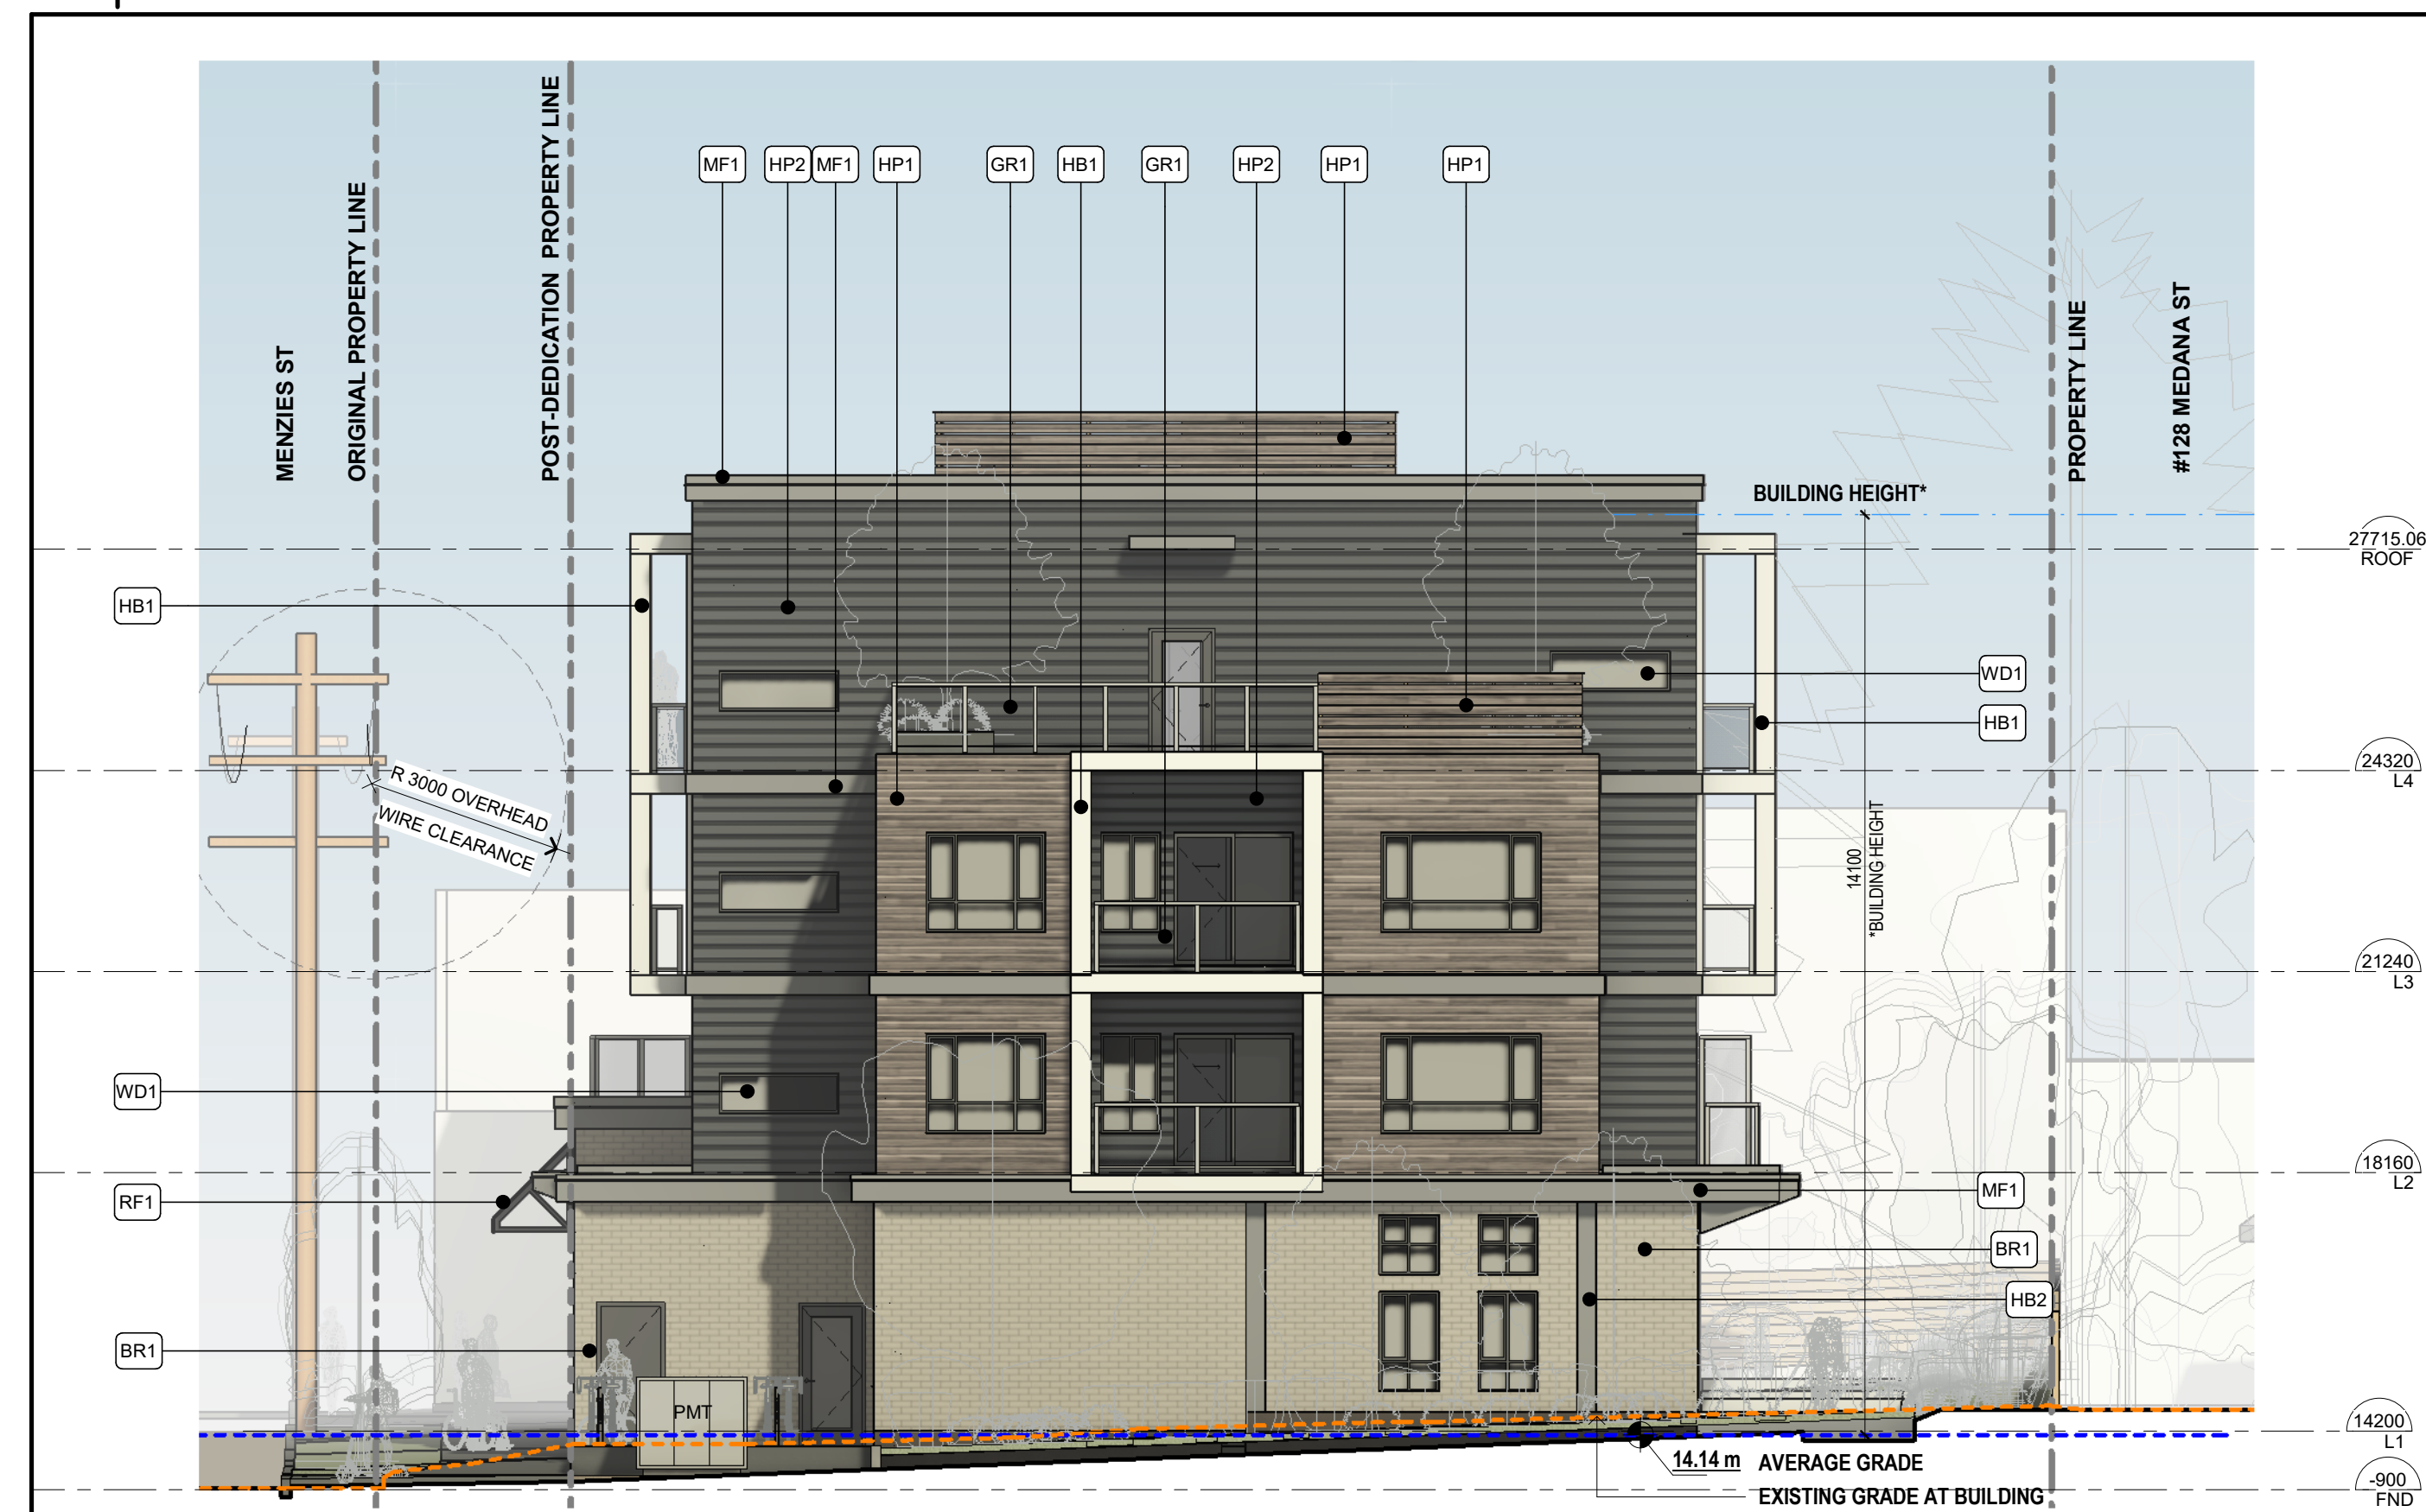 MENZIES ST
ORIGINAL PROPERTY LINE
POST-DEDICATION PROPERTY LINE
MF1
HP2
MF1
HP1
GR1
HB1
GR1
HP2
HP1
HP1
PROPERTY LINE
#128 MEDANA ST
BUILDING HEIGHT*
27715.06
ROOF
HB1
WD1
HB1
24320
L4
R 3000 OVERHEAD
WIRE CLEARANCE
14100
*BUILDING HEIGHT
21240
L3
WD1
18160
L2
RF1
MF1
BR1
HB2
BR1
PMT
14200
L1
14.14 m AVERAGE GRADE
-900
FND
EXISTING GRADE AT BUILDING